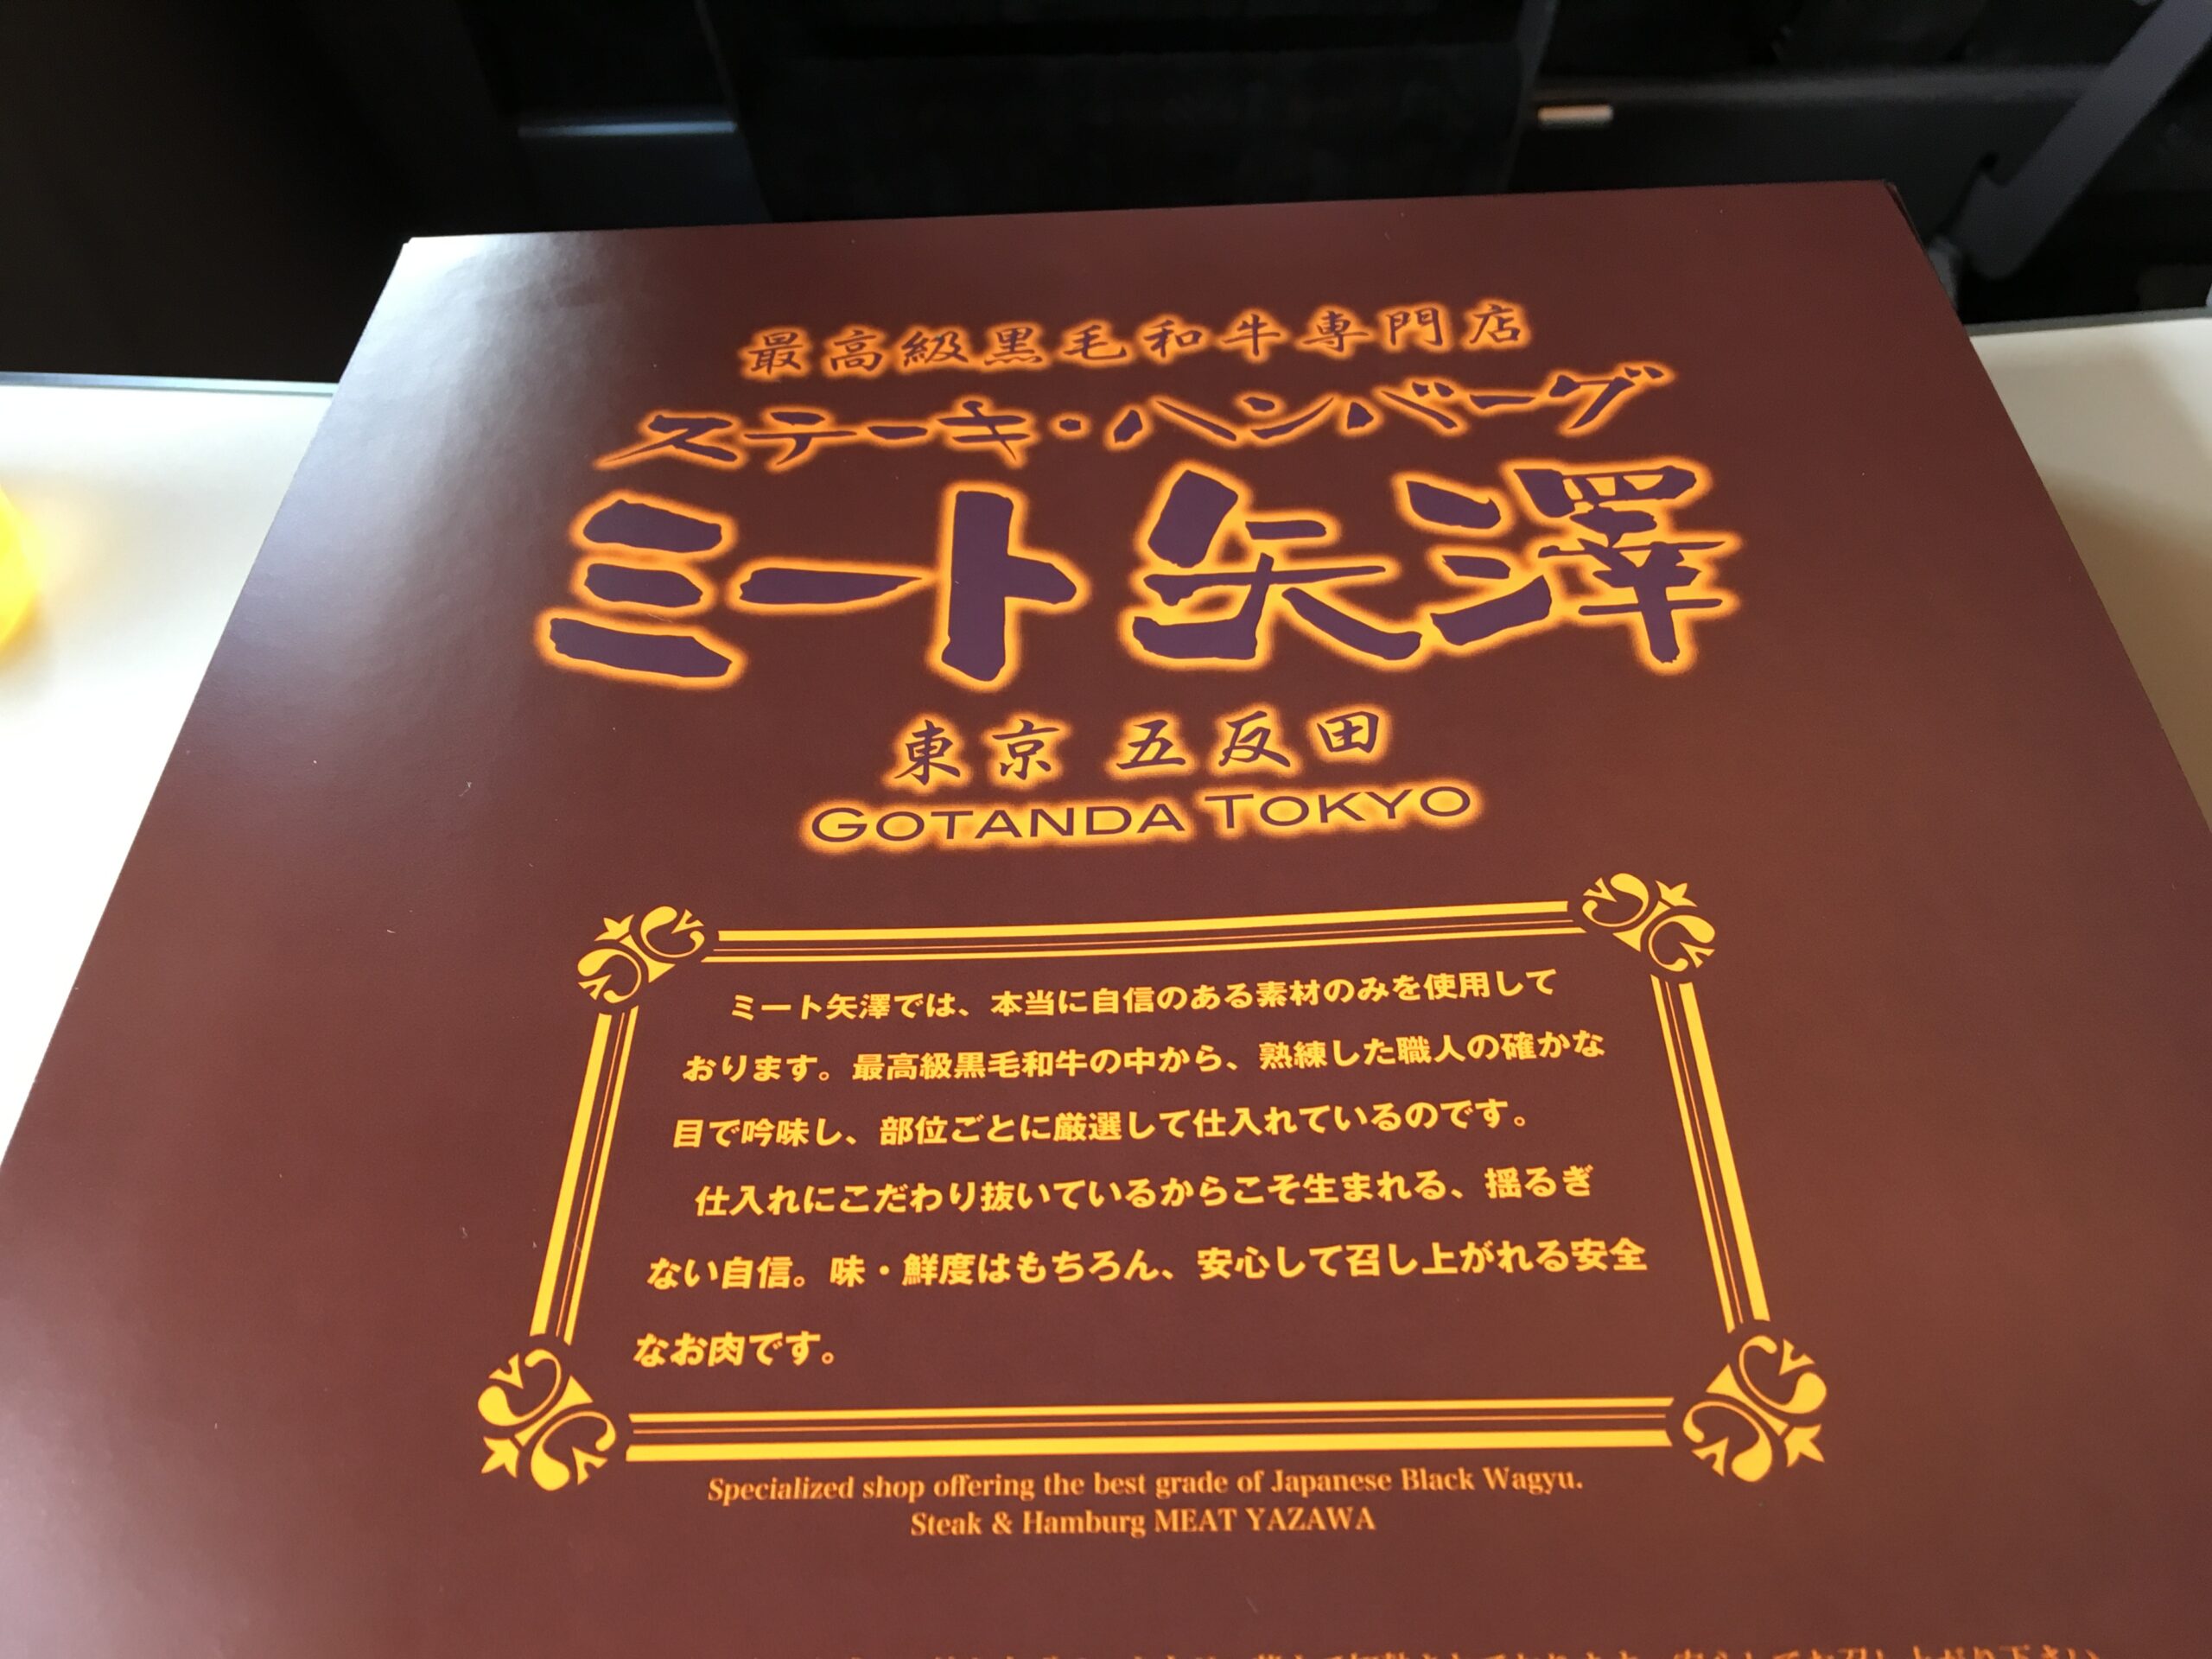 最高級黒毛和牛専門店
ステーキ・ハンバーグ
ミート矢澤
東京 五反田
GOTANDA TOKYO
ミート矢澤では、本当に自信のある素材のみを使用して
おります。最高級黒毛和牛の中から、熟練した職人の確かな
目で吟味し、部位ごとに厳選して仕入れているのです。
仕入れにこだわり抜いているからこそ生まれる、揺るぎ
ない自信。味・鮮度はもちろん、安心して召し上がれる安全
なお肉です。
Specialized shop offering the best grade of Japanese Black Wagyu.
Steak & Hamburg MEAT YAZAWA